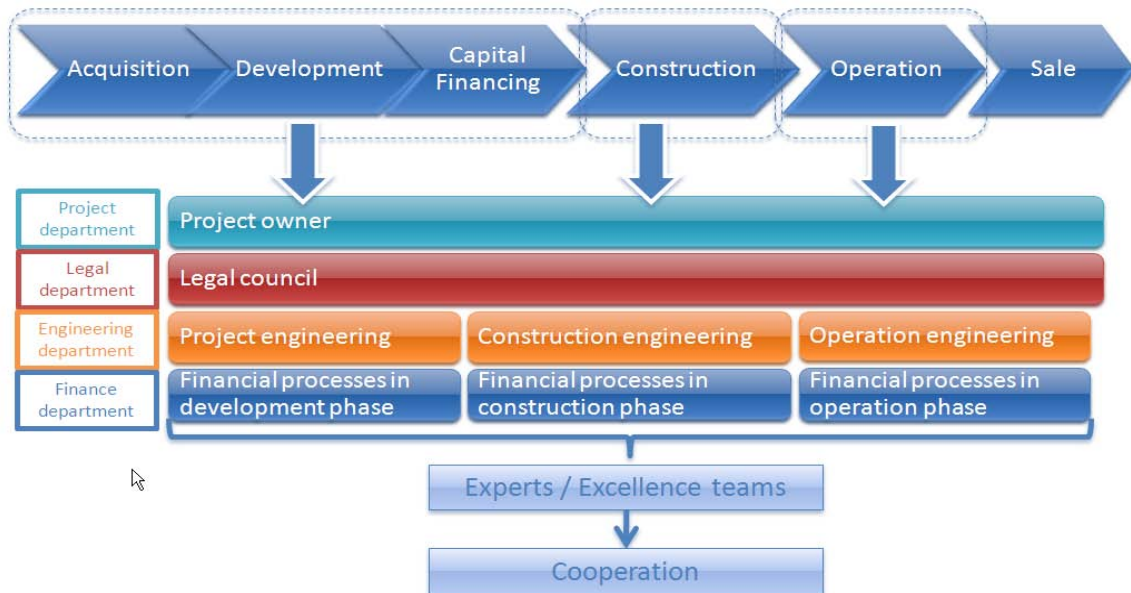 Acquisition
Development
Capital
Financing
Construction
Operation
Sale
Project
department
Project owner
Legal
department
Legal council
Engineering
department
Project engineering
Construction engineering
Operation engineering
Finance
department
Financial processes in
development phase
Financial processes in
construction phase
Financial processes in
operation phase
Experts / Excellence teams
Cooperation